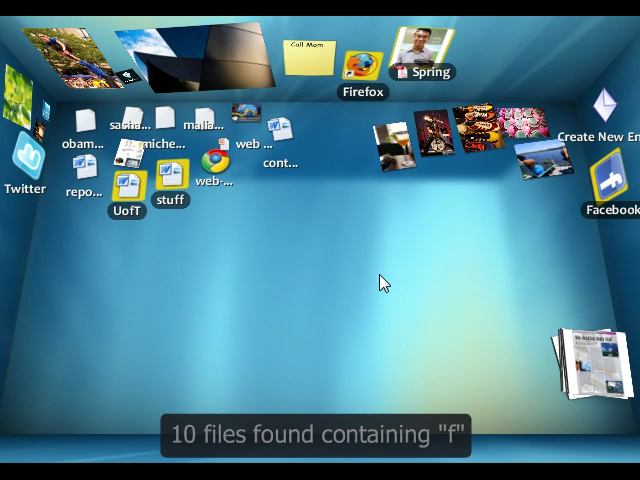 Call Mom
Spring
Firefox
obam...
sasha...
miche...
malia...
web ...
cont...
Create New Em
Twitter
repo...
UofT
stuff
web-...
Facebook
10 files found containing "f"